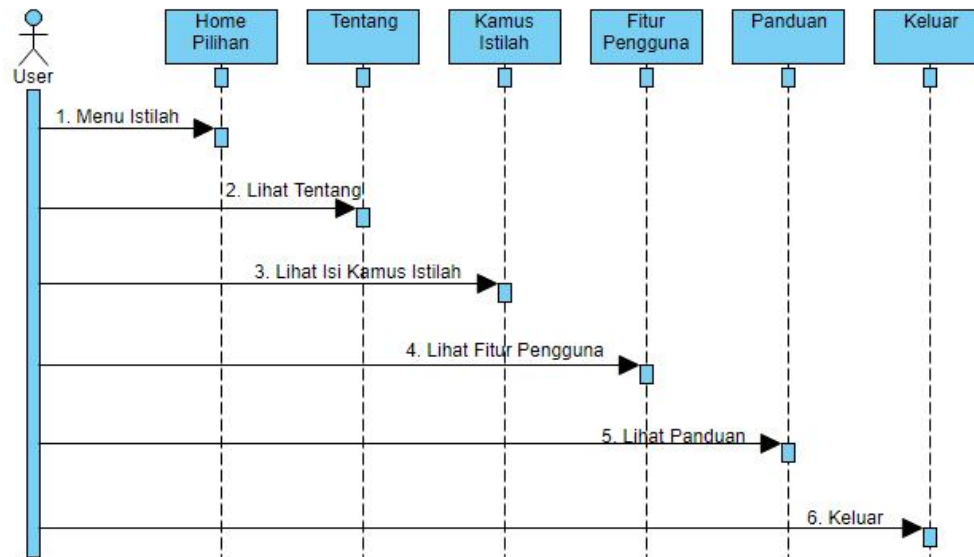 Home
Pilihan
Tentang
Kamus
Istilah
Fitur
Pengguna
Panduan
Keluar
User
1. Menu Istilah
2. Lihat Tentang
3. Lihat Isi Kamus Istilah
4. Lihat Fitur Pengguna
5. Lihat Panduan
6. Keluar